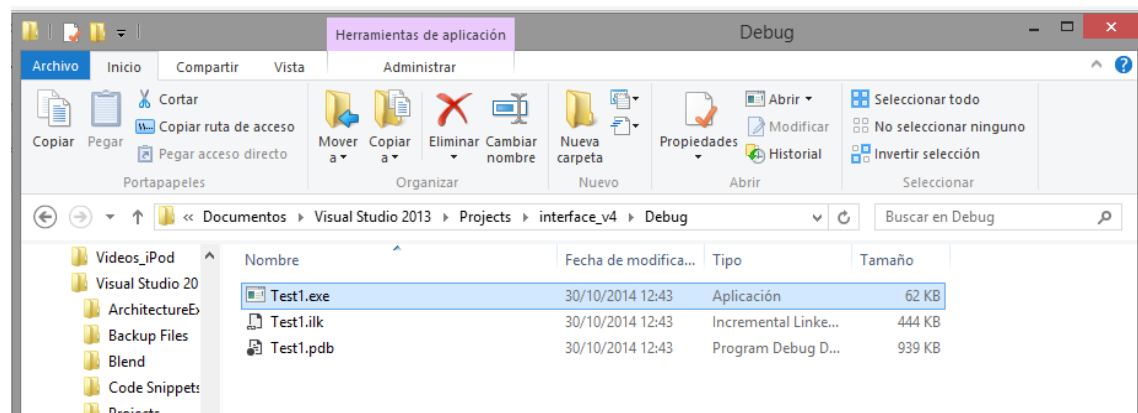 Herramientas de aplicación
Debug
Archivo Inicio Compartir Vista Administrar
Copiar
Pegar
Cortar
Copiar ruta de acceso
Pegar acceso directo
Portapapeles
Mover a
Copiar a
Eliminar
Cambiar nombre
Organizar
Nueva carpeta
Nuevo
Propiedades
Abrir
Modificar
Historial
Abrir
Seleccionar todo
No seleccionar ninguno
Invertir selección
Seleccionar
« Documentos Visual Studio 2013 Projects interface_v4 Debug
Buscar en Debug
Videos_iPod
Visual Studio 20
ArchitectureEx
Backup Files
Blend
Code Snippets
Projects
Nombre Fecha de modifica... Tipo Tamaño
Test1.exe 30/10/2014 12:43 Aplicación 62 KB
Test1.ilk 30/10/2014 12:43 Incremental Linke... 444 KB
Test1.pdb 30/10/2014 12:43 Program Debug D... 939 KB